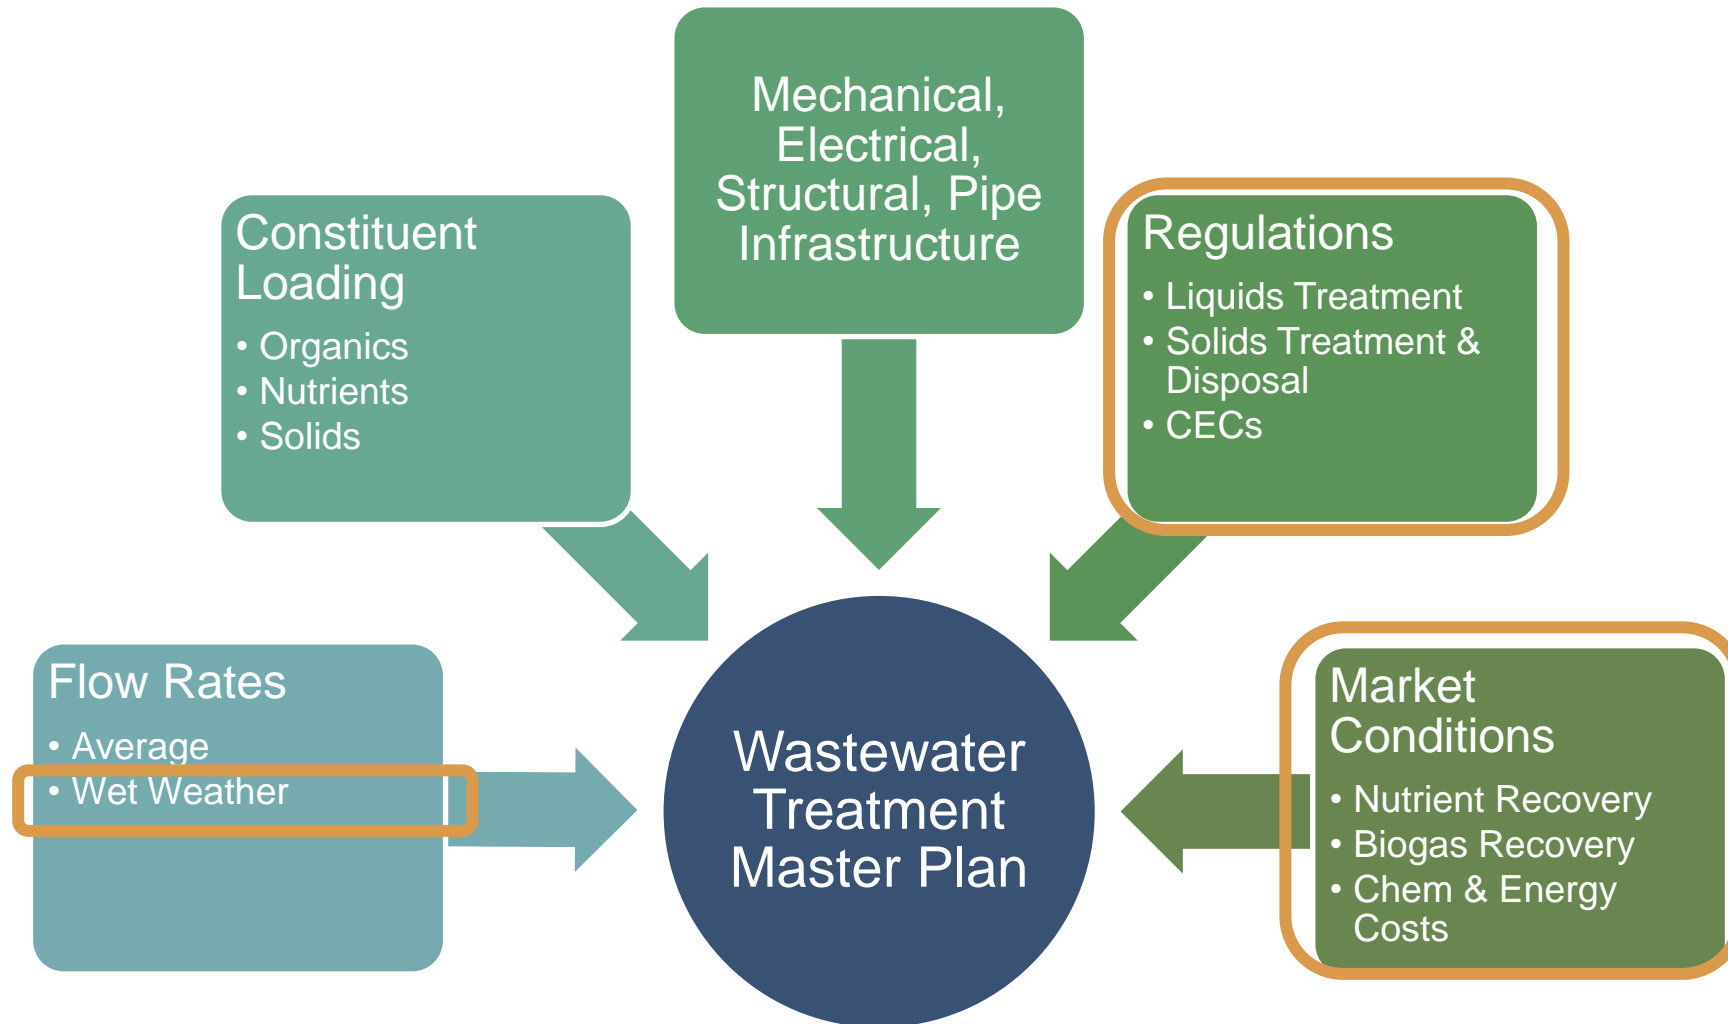 Mechanical,
Electrical,
Structural, Pipe
Infrastructure
Constituent
Loading
• Organics
• Nutrients
• Solids
Regulations
• Liquids Treatment
• Solids Treatment &
Disposal
• CECs
Flow Rates
• Average
• Wet Weather
Wastewater
Treatment
Master Plan
Market
Conditions
• Nutrient Recovery
• Biogas Recovery
• Chem & Energy
Costs